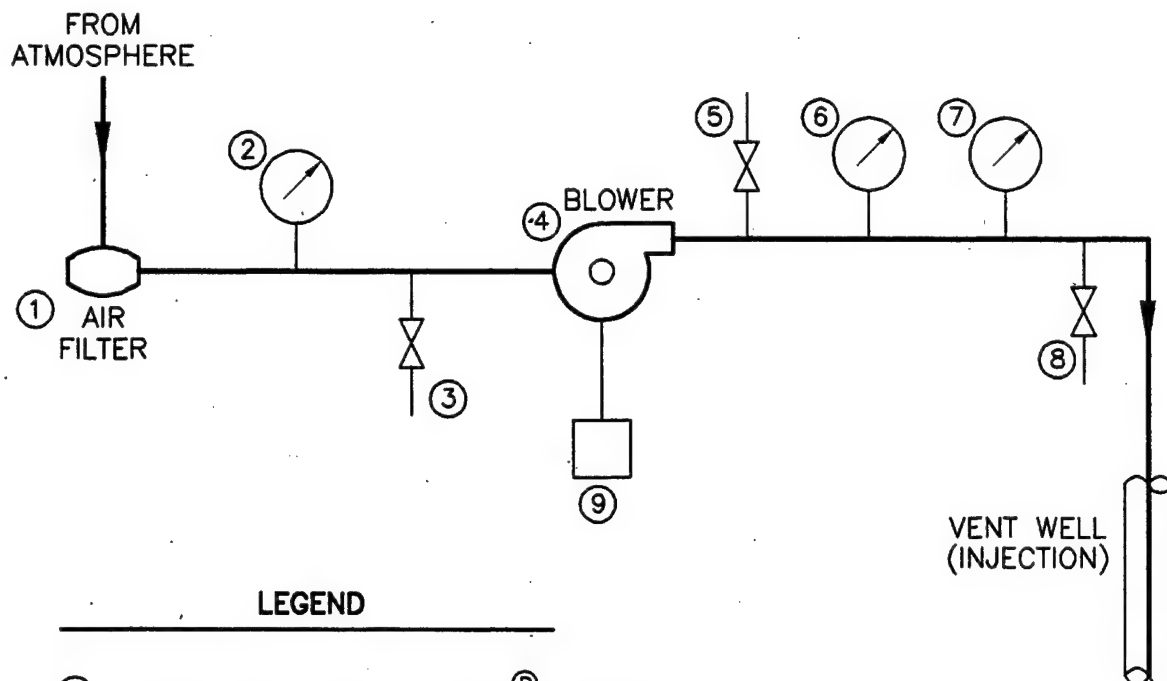 FROM
ATMOSPHERE
2
5
6
7
4
BLOWER
1
AIR
FILTER
3
8
9
VENT WELL
(INJECTION)
LEGEND